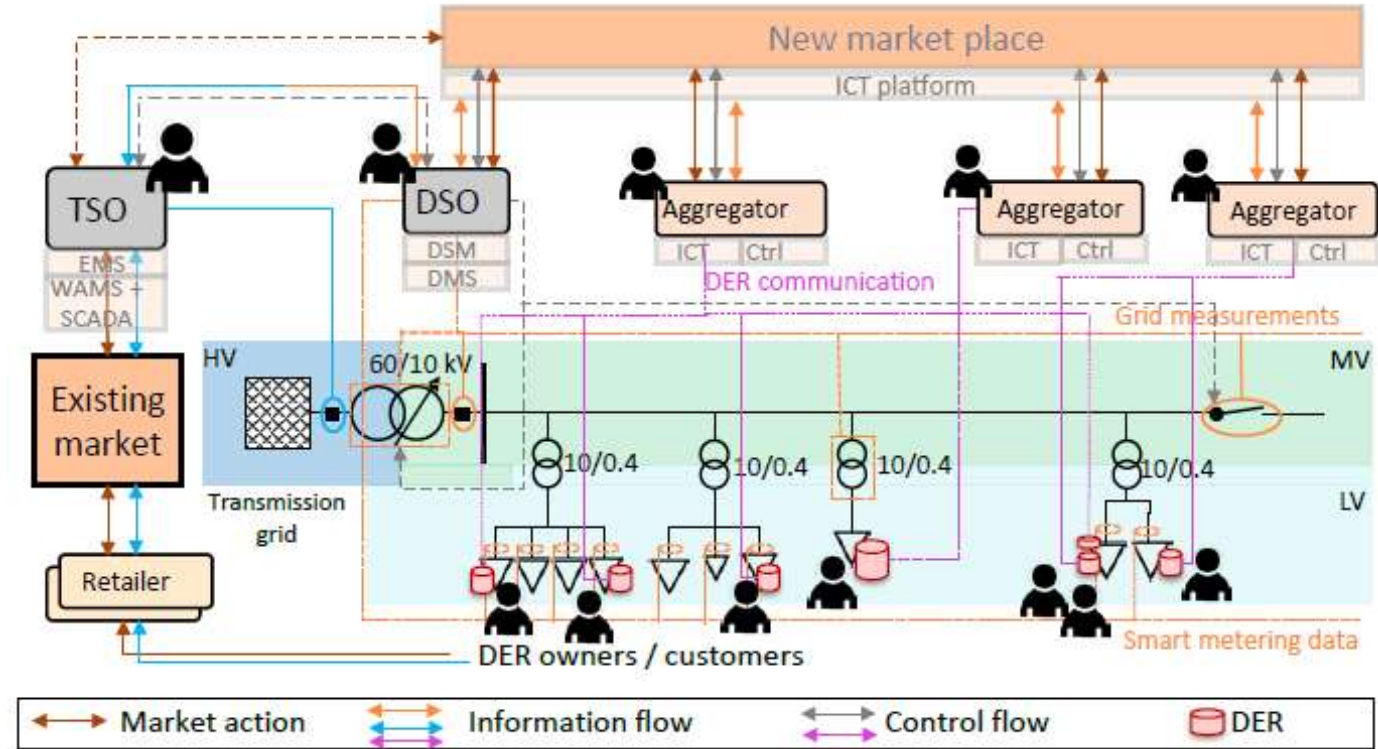 New market place
ICT platform
TSO
DSO
Aggregator
Aggregator
Aggregator
EMS
WAMS +
SCADA
DSM
DMS
ICT
Ctrl
ICT
Ctrl
ICT
Ctrl
DER communication
Grid measurements
HV
60/10 kV
MV
Existing
market
10/0.4
10/0.4
10/0.4
10/0.4
LV
Transmission
grid
Retailer
Smart metering data
DER owners / customers
Market action
Information flow
Control flow
DER